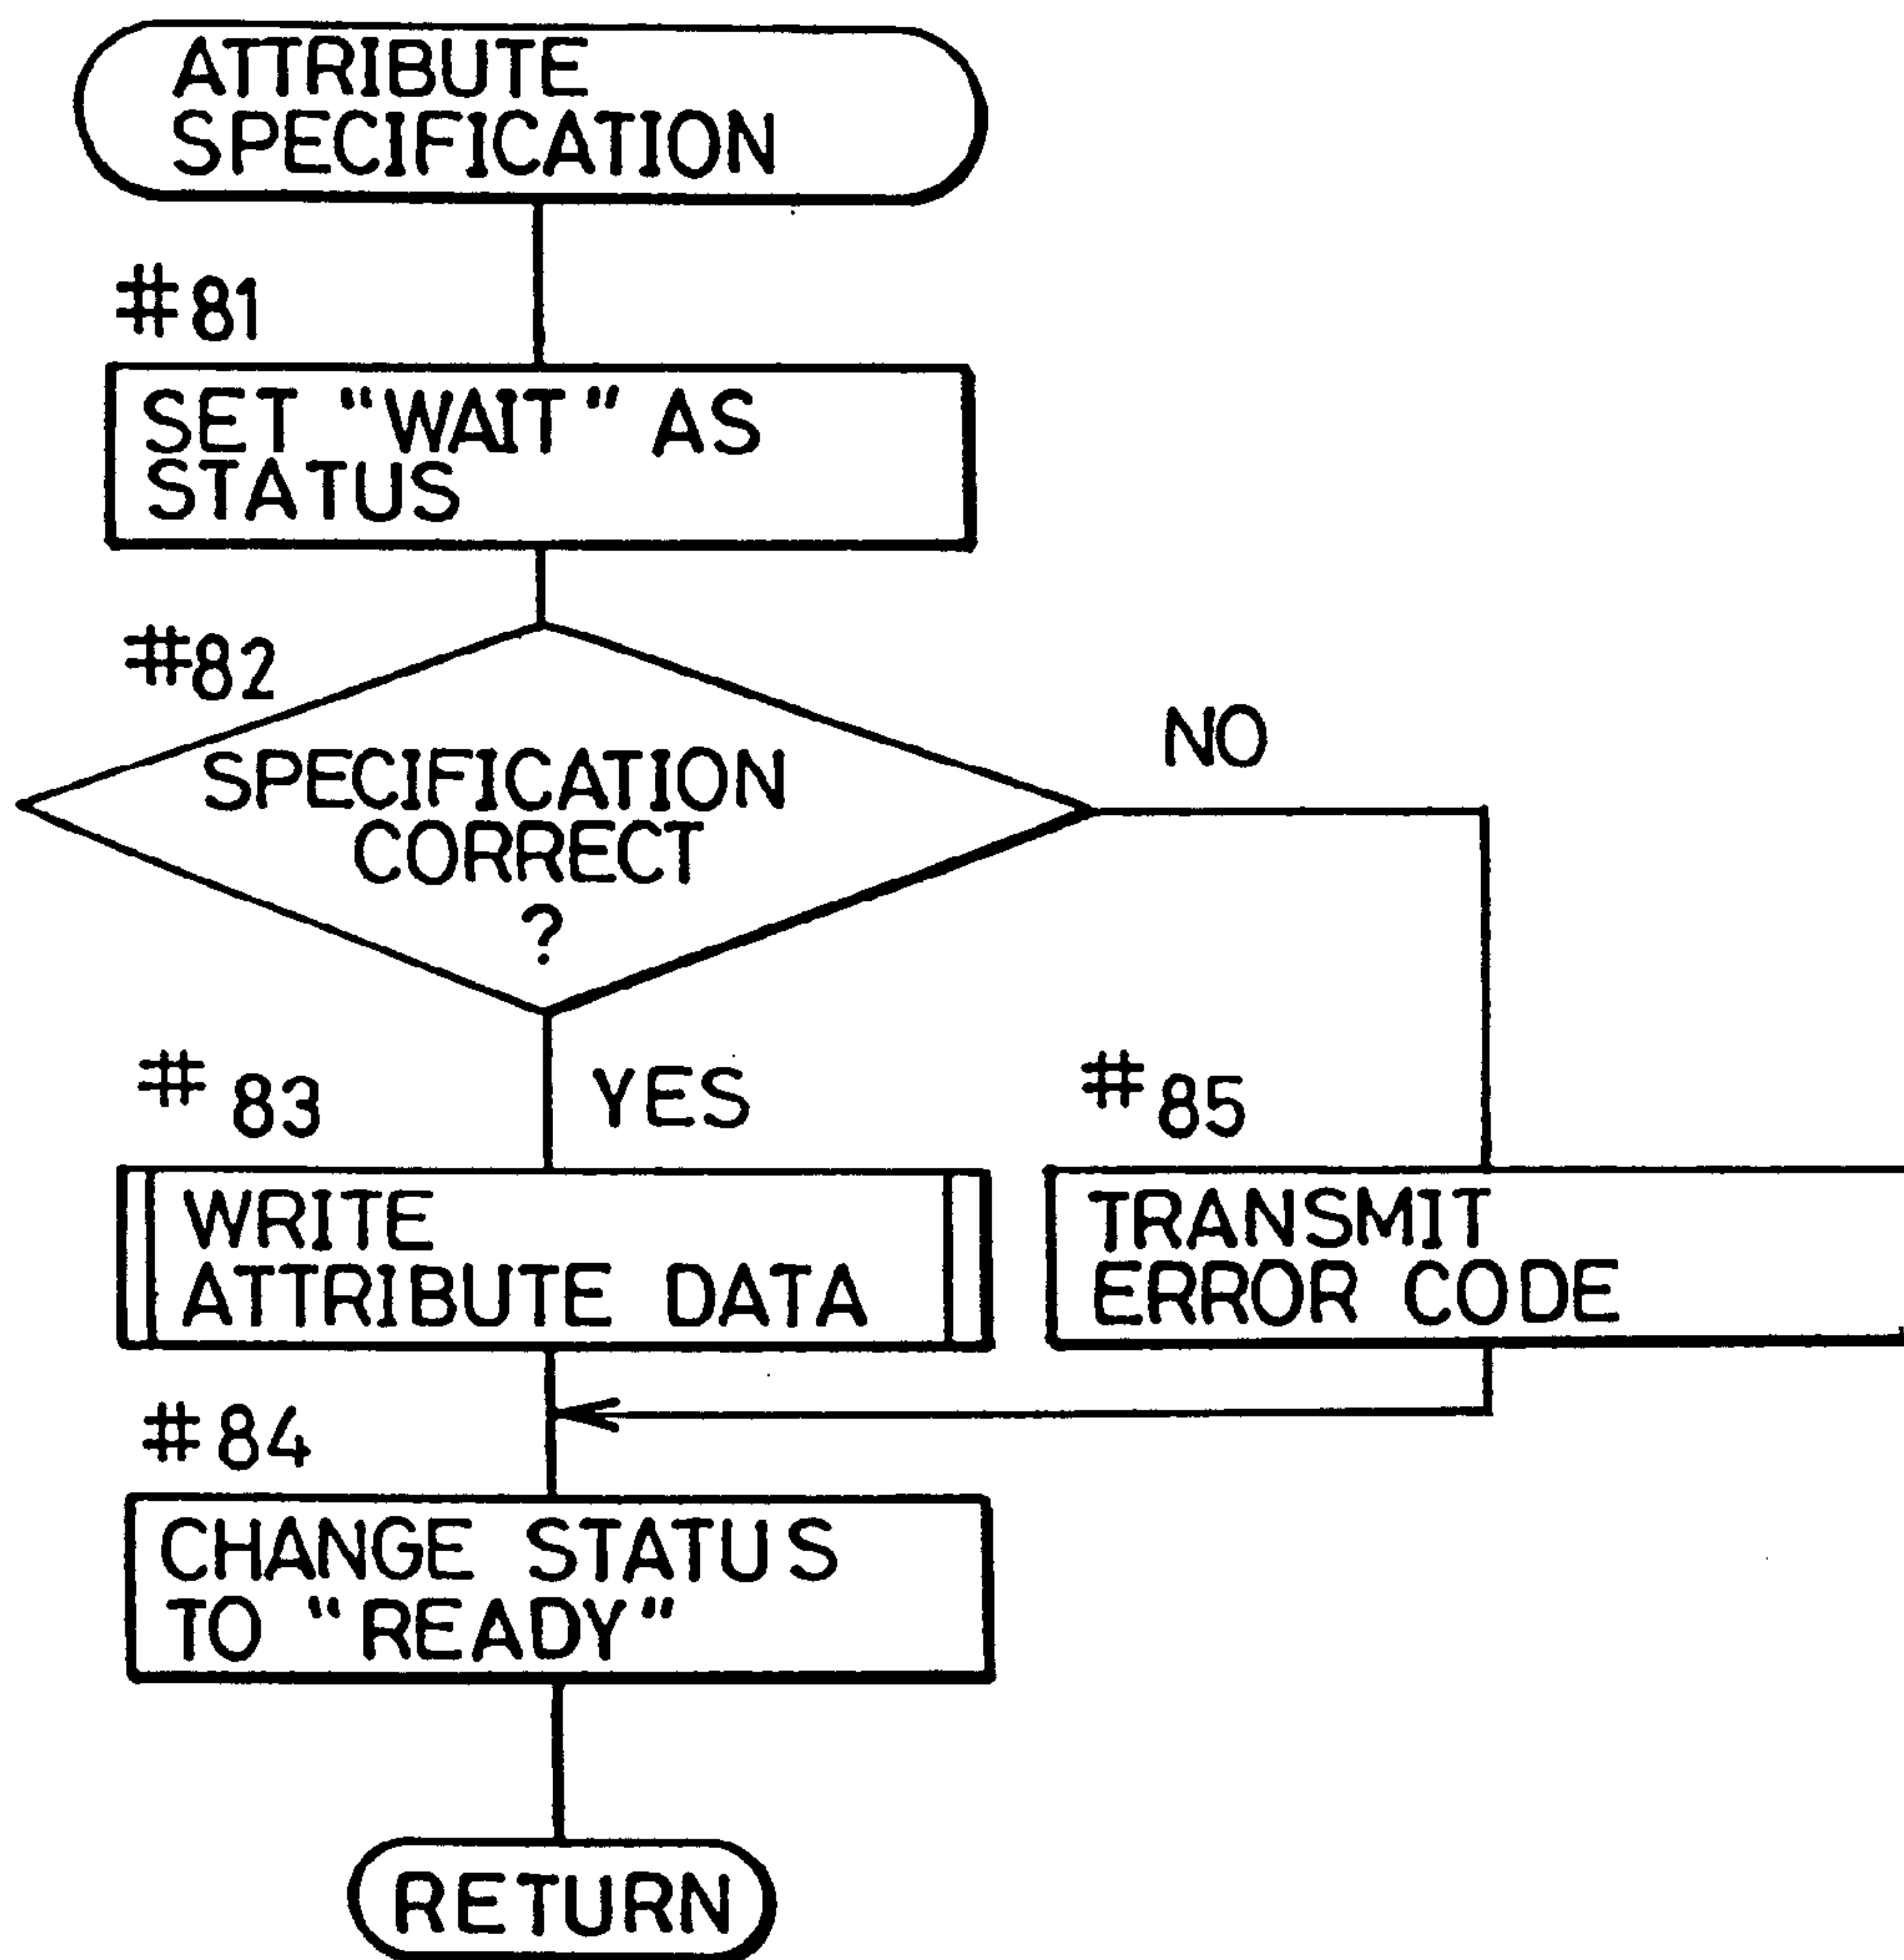 ATTRIBUTE
SPECIFICATION
#81
SET "WAIT" AS
STATUS
#82
SPECIFICATION
CORRECT
?
NO
#83
YES
#85
WRITE
ATTRIBUTE DATA
TRANSMIT
ERROR CODE
#84
CHANGE STATUS
TO "READY"
RETURN